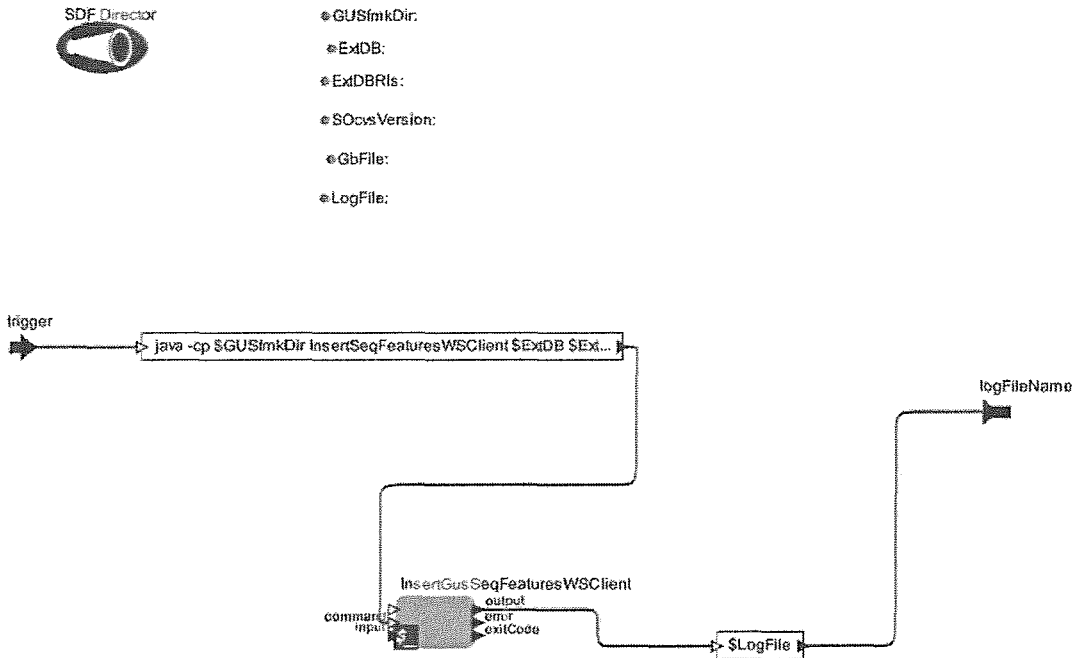 SDF Director
GUSfmkDir:
ExtDB:
ExtDBRls:
SOcvsVersion:
GbFile:
LogFile:
trigger
java -cp $GUSfmkDir InsertSeqFeaturesWSClient $ExtDB $Ext...
logFileName
InsertGusSeqFeaturesWSClient
command
input
output
error
exitCode
$LogFile